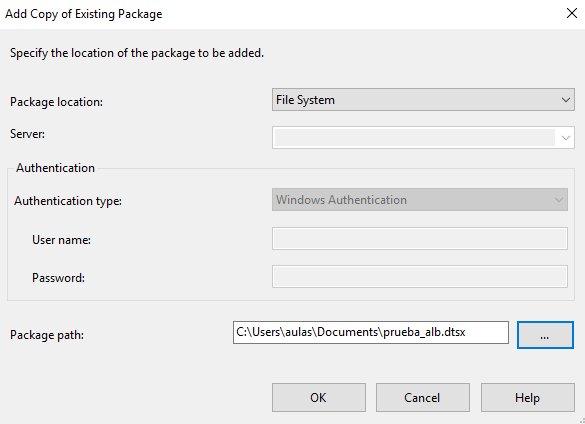 Add Copy of Existing Package
Specify the location of the package to be added.
Package location:
File System
Server:
Authentication
Authentication type:
Windows Authentication
User name:
Password:
Package path:
C:\Users\aulas\Documents\prueba_alb.dtsx
...
OK
Cancel
Help